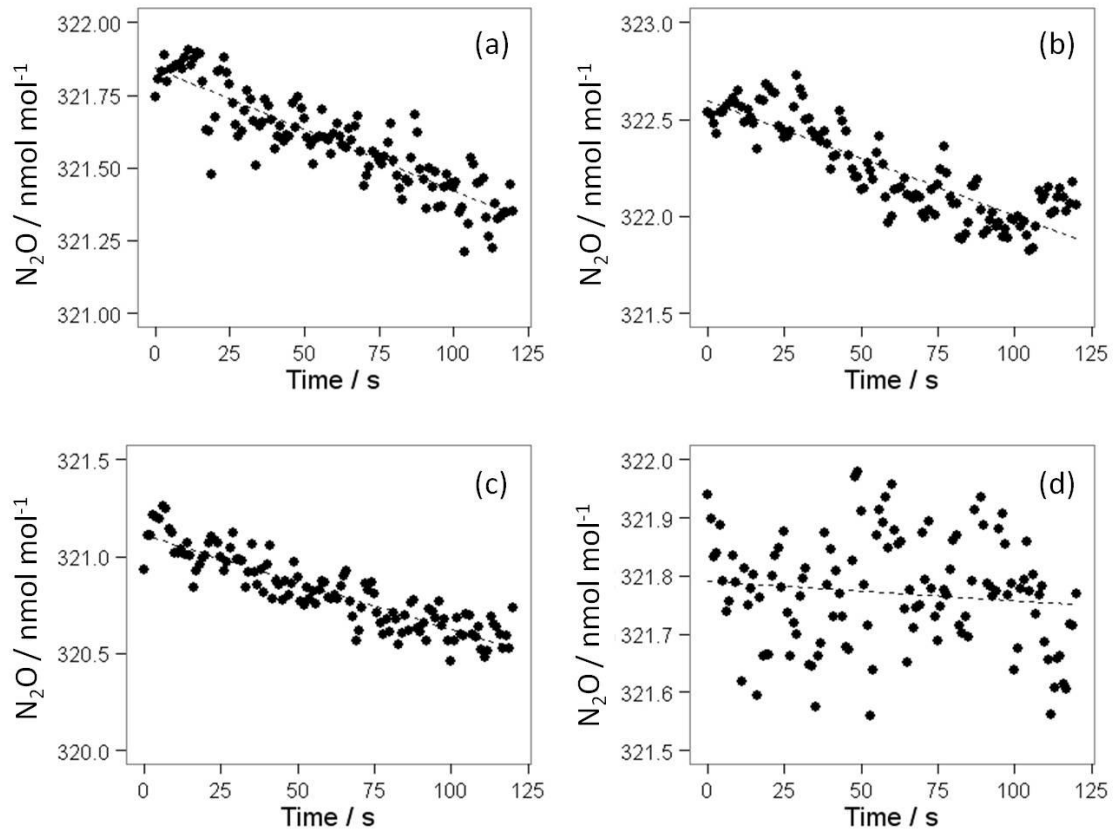 (a)
N₂O / nmol mol⁻¹
322.00
321.75
321.50
321.25
321.00
0 25 50 75 100 125
Time / s
(b)
N₂O / nmol mol⁻¹
323.0
322.5
322.0
321.5
0 25 50 75 100 125
Time / s
(c)
N₂O / nmol mol⁻¹
321.5
321.0
320.5
320.0
0 25 50 75 100 125
Time / s
(d)
N₂O / nmol mol⁻¹
322.0
321.9
321.8
321.7
321.6
321.5
0 25 50 75 100 125
Time / s